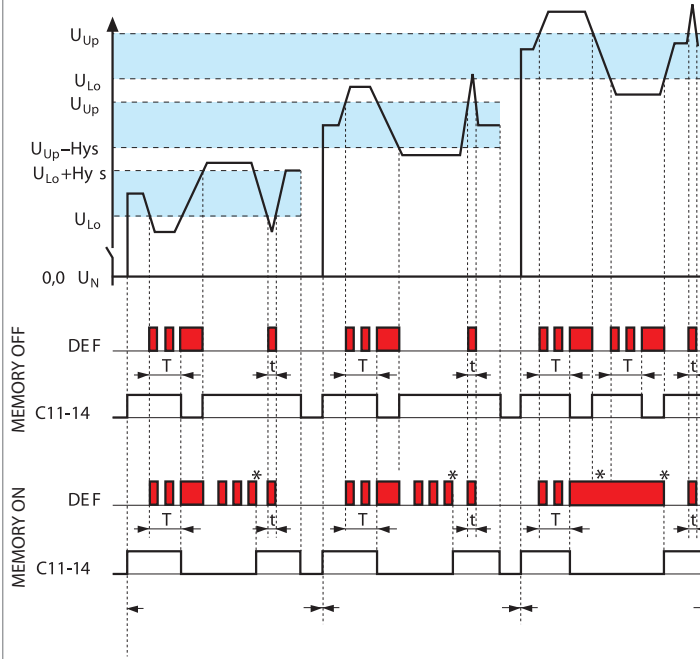 U_Up
U_Lo
U_Up
U_Up–Hys
U_Lo+Hy s
U_Lo
0,0 U_N
MEMORY OFF
DEF
T t T t T T t
C11-14
MEMORY ON
* * * *
DEF
T t T t T t
C11-14